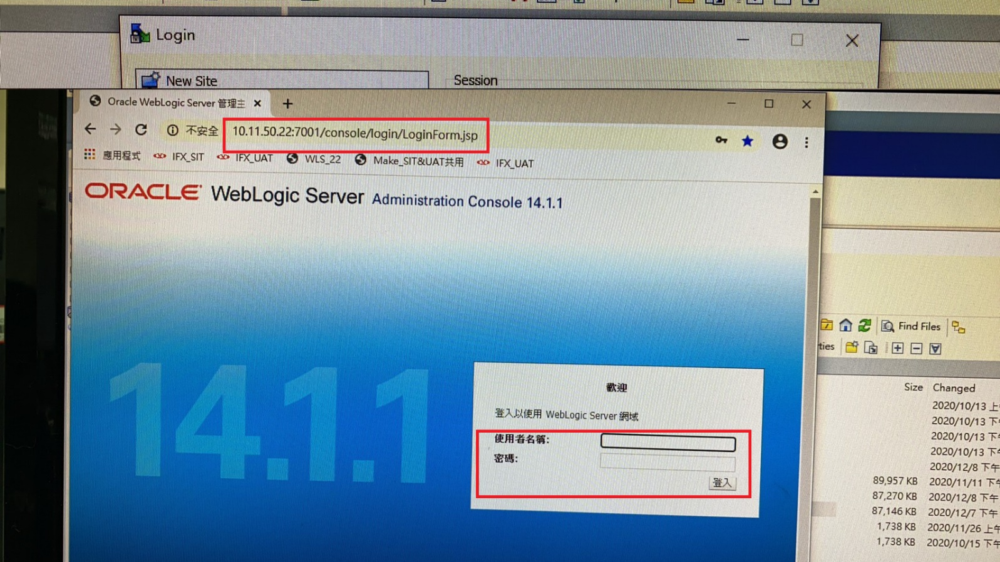 Login
New Site
Session
Oracle WebLogic Server 管理主
不安全
10.11.50.22:7001/console/login/LoginForm.jsp
應用程式 IFX_SIT IFX_UAT WLS_22 Make_SIT&UAT共用 IFX_UAT
ORACLE WebLogic Server Administration Console 14.1.1
14.1.1
歡迎
登入以使用 WebLogic Server 網域
使用者名稱:
密碼:
登入
Find Files
ties
Size Changed
2020/10/13 上
2020/10/13 下
2020/10/13 下
2020/10/13 下午
2020/12/8 下午
89,957 KB 2020/11/11 下午
87,270 KB 2020/12/8 下午
87,146 KB 2020/12/7 下午
1,738 KB 2020/11/26 上午
1,738 KB 2020/10/15 下午